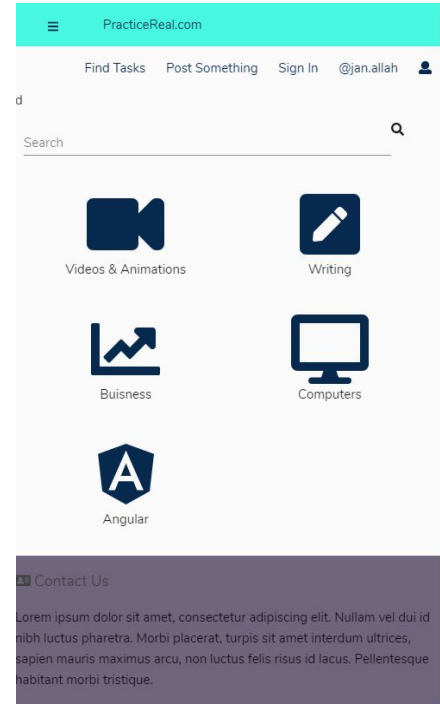 PracticeReal.com
Find Tasks Post Something Sign In @jan.allah
d
Search
Videos & Animations Writing
Buisness Computers
Angular
Contact Us
Lorem ipsum dolor sit amet, consectetur adipiscing elit. Nullam vel dui id
nibh luctus pharetra. Morbi placerat, turpis sit amet interdum ultrices,
sapien mauris maximus arcu, non luctus felis risus id lacus. Pellentesque
habitant morbi tristique.